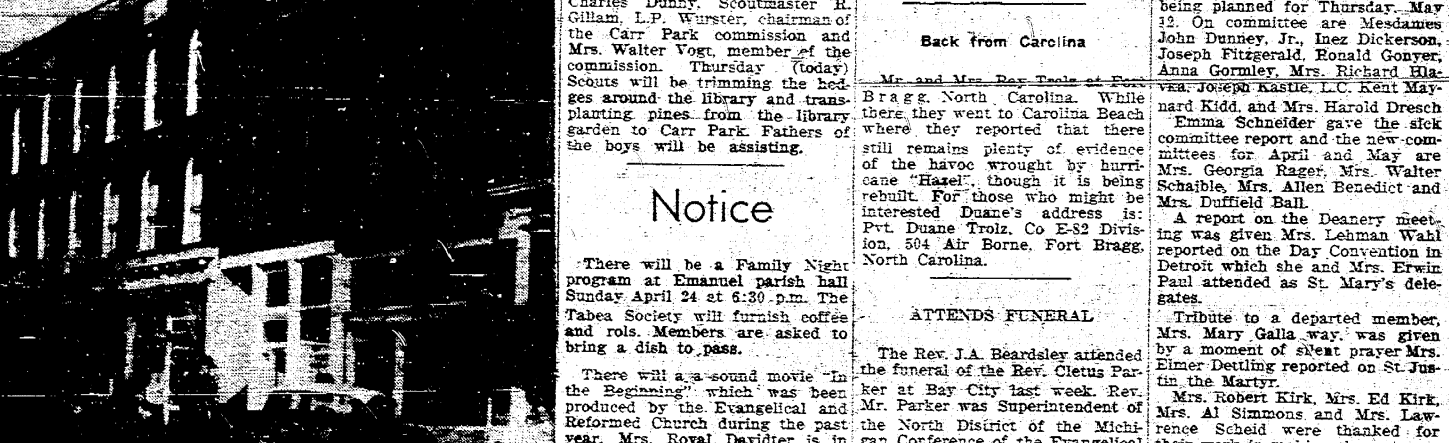 Charles Dunny, Scoutmaster R.
Gillam, L.P. Wurster, chairman of
the Carr Park commission and
Mrs. Walter Vogt, member of the
commission. Thursday (today)
Scouts will be trimming the hed-
ges around the library and trans-
planting pines from the library
garden to Carr Park. Fathers of
the boys will be assisting.
Notice
There will be a Family Night
program at Emanuel parish hall
Sunday April 24 at 6:30 p.m. The
Tabea Society will furnish coffee
and rols. Members are asked to
bring a dish to pass.
There will a a sound movie "In
the Beginning" which was been
produced by the Evangelical and
Reformed Church during the past
year. Mrs. Royal Davidter is in
Back from Carolina
Mr. and Mrs. Roy Trolz at Fort
Bragg, North Carolina. While
there they went to Carolina Beach
where they reported that there
still remains plenty of evidence
of the havoc wrought by hurri-
cane "Hazel", though it is being
rebuilt. For those who might be
interested Duane's address is:
Pvt. Duane Trolz, Co E-82 Divis-
ion, 504 Air Borne, Fort Bragg,
North Carolina.
ATTENDS FUNERAL
The Rev. J.A. Beardsley attended
the funeral of the Rev. Cletus Par-
ker at Bay City last week. Rev.
Mr. Parker was Superintendent of
the North District of the Michi-
gan Conference of the Evangelical
being planned for Thursday, May
12. On committee are Mesdames
John Dunney, Jr., Inez Dickerson,
Joseph Fitzgerald, Ronald Gonyer,
Anna Gormley, Mrs. Richard Hla-
vka, Joseph Kastle, L.C. Kent May-
nard Kidd, and Mrs. Harold Dresch
Emma Schneider gave the sick
committee report and the new com-
mittees for April and May are
Mrs. Georgia Rager, Mrs. Walter
Schaible, Mrs. Allen Benedict and
Mrs. Duffield Ball.
A report on the Deanery meet-
ing was given Mrs. Lehman Wahl
reported on the Day Convention in
Detroit which she and Mrs. Erwin
Paul attended as St. Mary's dele-
gates.
Tribute to a departed member,
Mrs. Mary Galla way, was given
by a moment of silent prayer Mrs.
Elmer Dettling reported on St. Jus-
tin the Martyr.
Mrs. Robert Kirk, Mrs. Ed Kirk,
Mrs. Al Simmons and Mrs. Law-
rence Scheid were thanked for